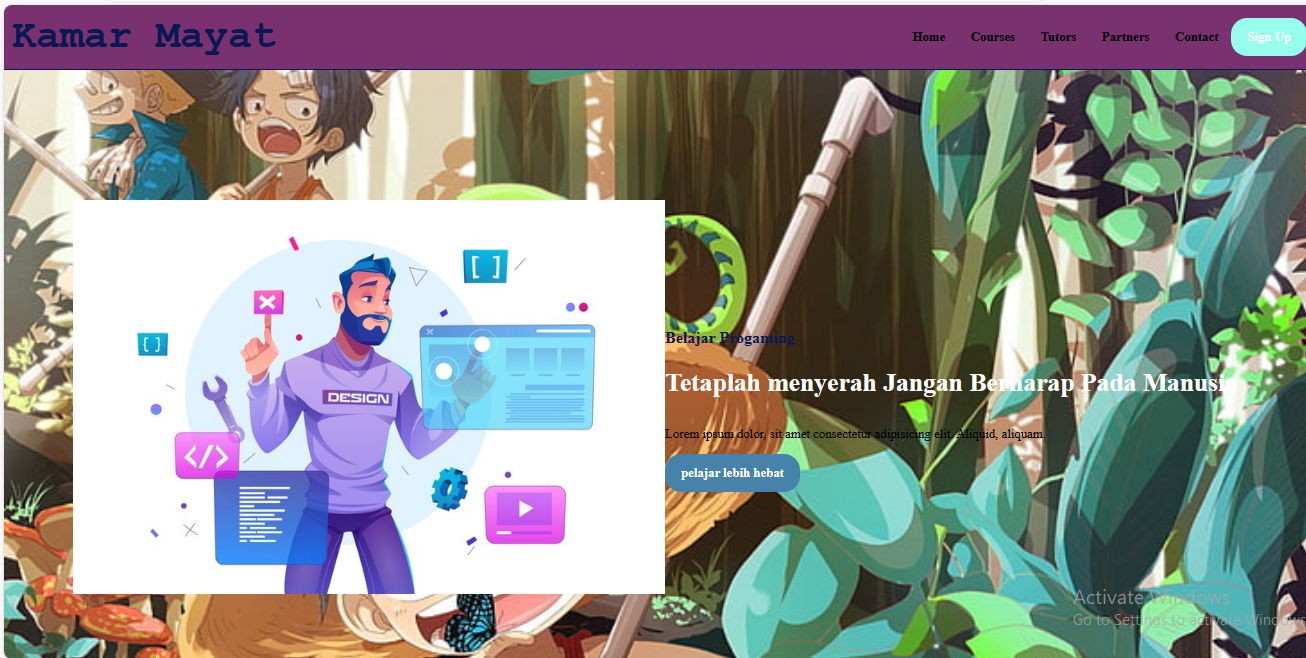 Kamar Mayat
Home Courses Tutors Partners Contact Sign Up
[ ]
{ }
DESIGN
</>
Belajar Progaming
Tetaplah menyerah Jangan Berharap Pada Manusia
Lorem ipsum dolor, sit amet consectetur adipisicing elit. Aliquid, aliquam.
pelajar lebih hebat
Activate Windows
Go to Settings to activate Windows